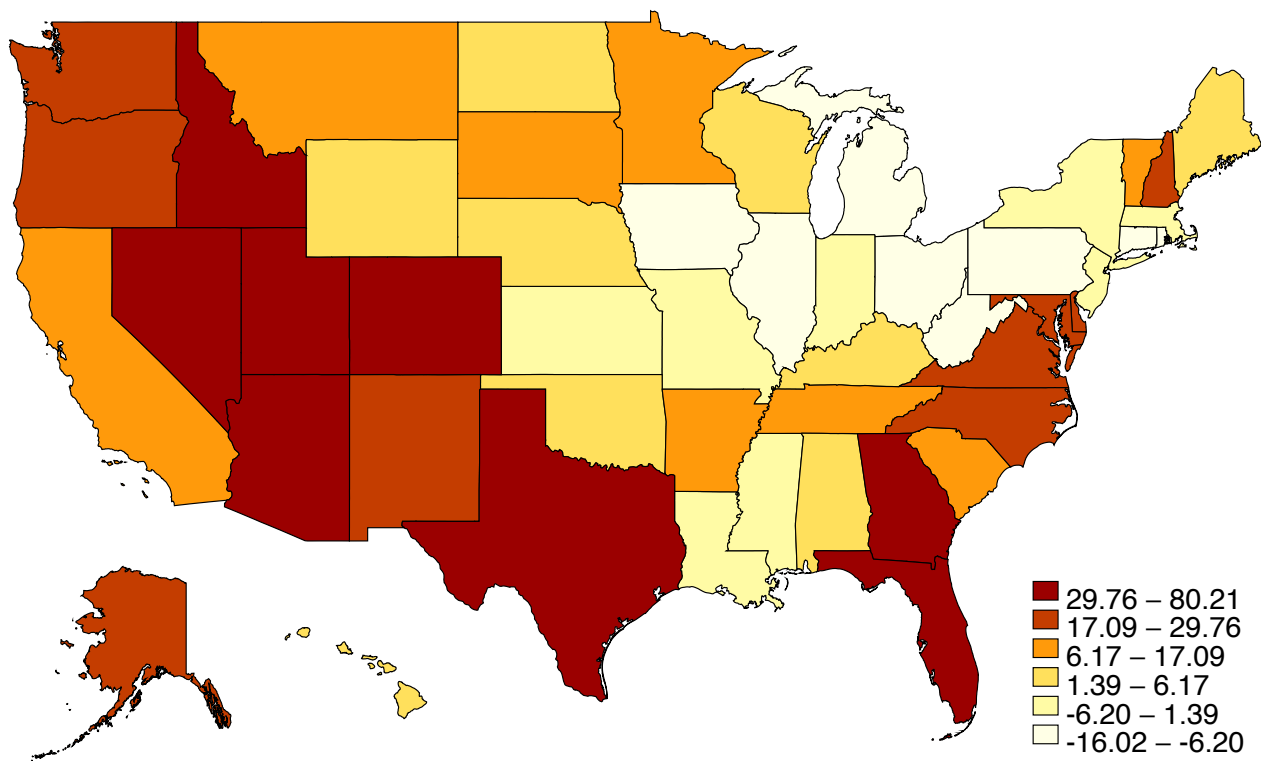 29.76 – 80.21
17.09 – 29.76
6.17 – 17.09
1.39 – 6.17
-6.20 – 1.39
-16.02 – -6.20